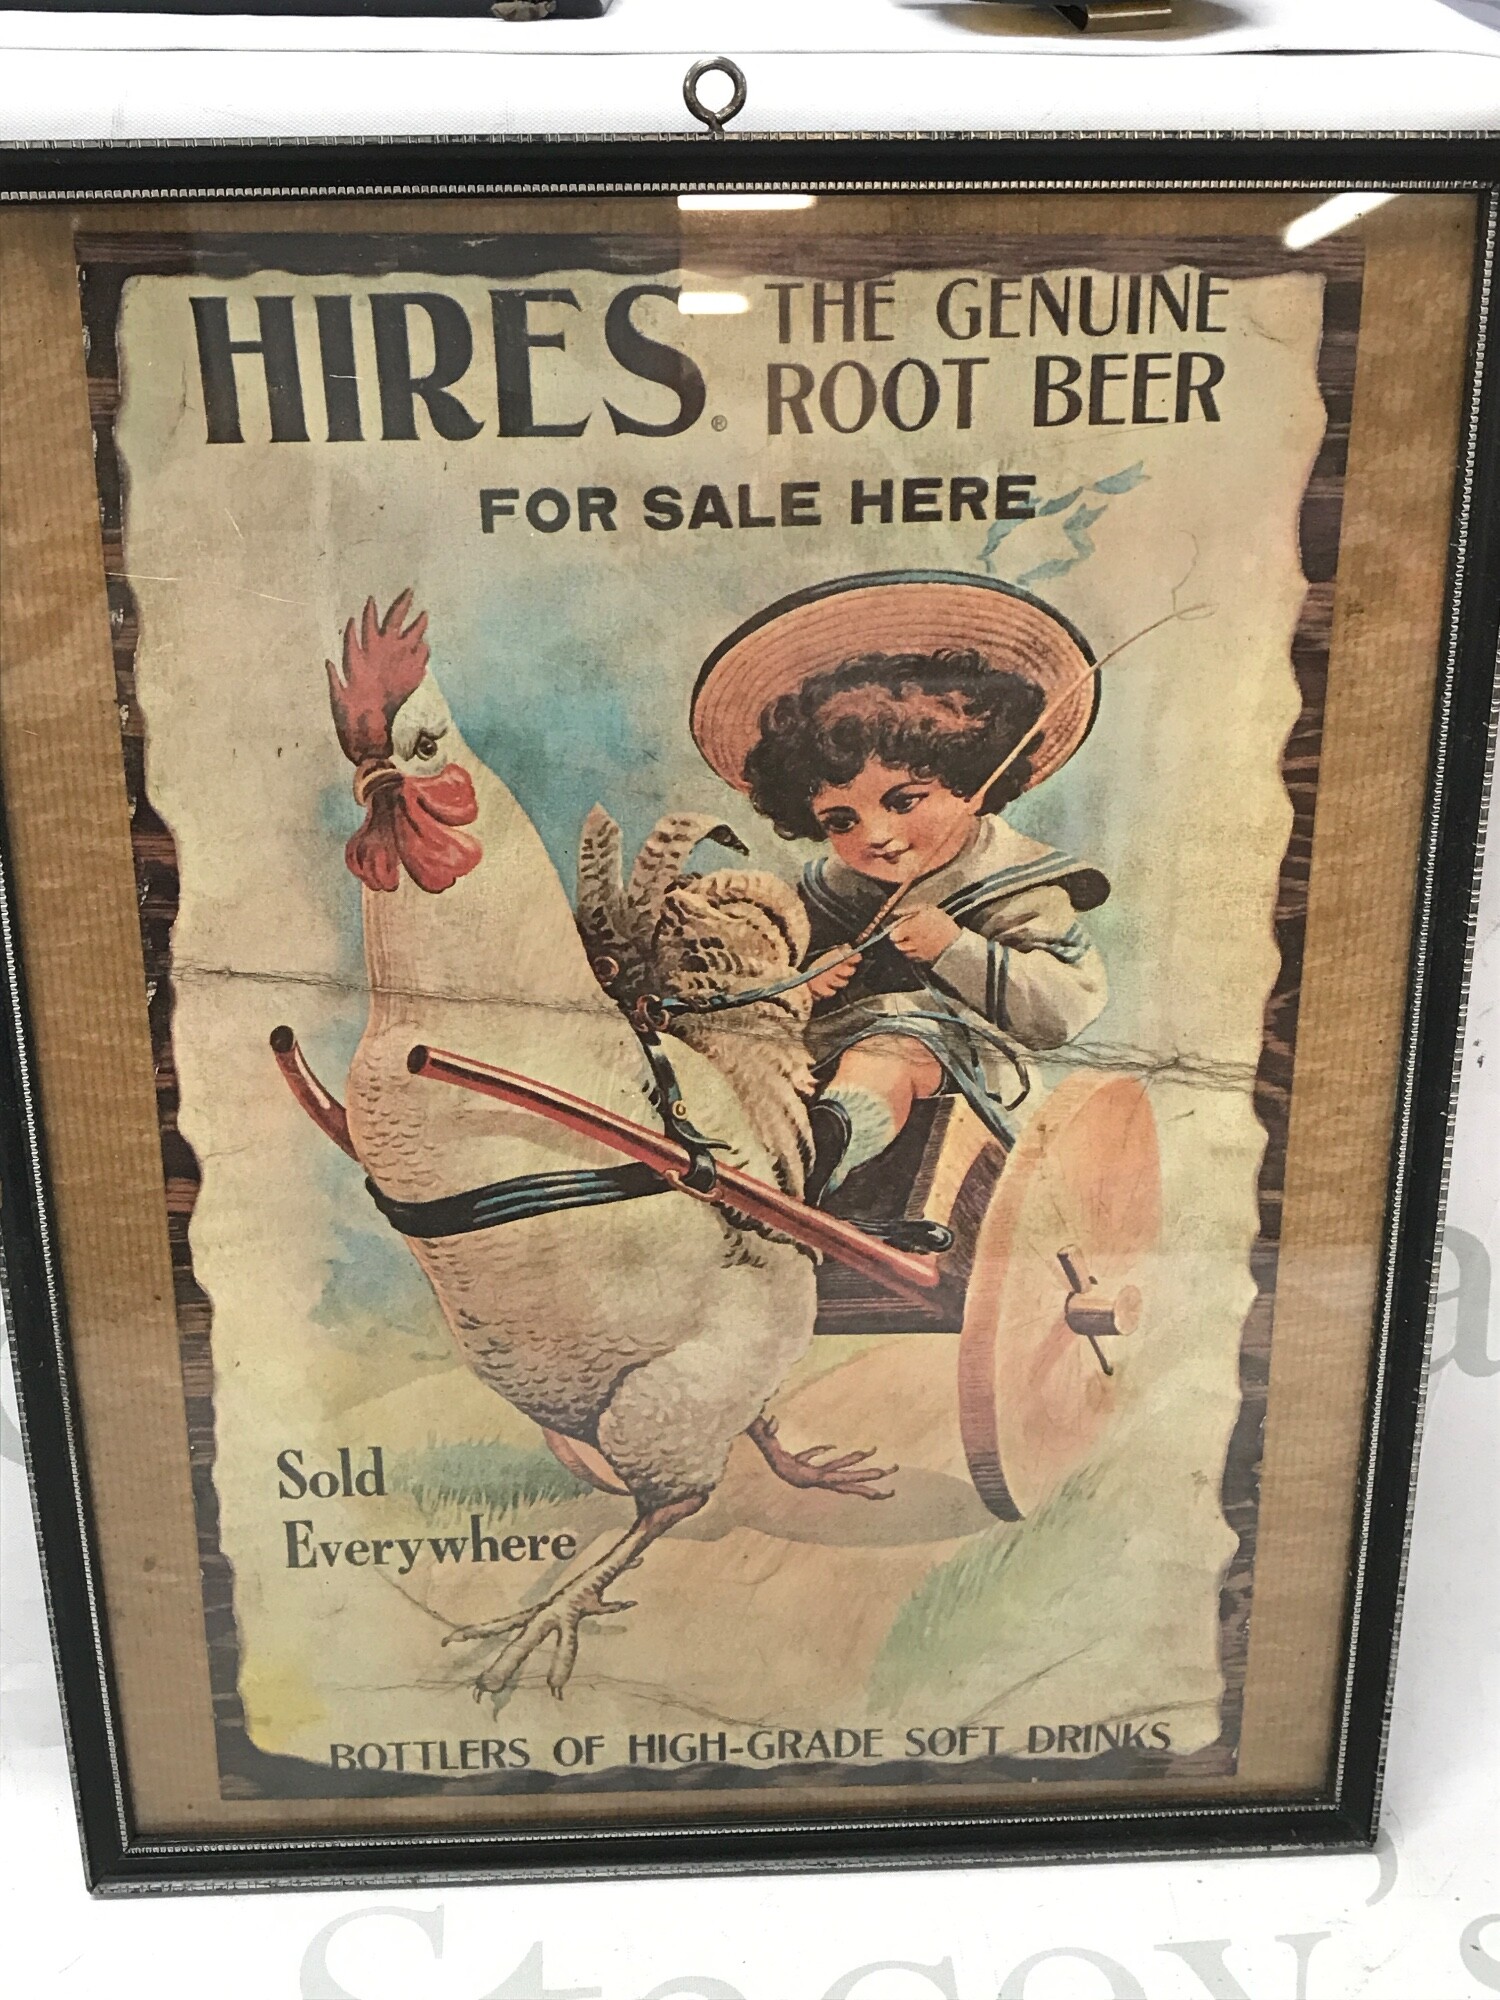 HIRES® THE GENUINE
ROOT BEER
FOR SALE HERE
Sold
Everywhere
BOTTLERS OF HIGH-GRADE SOFT DRINKS